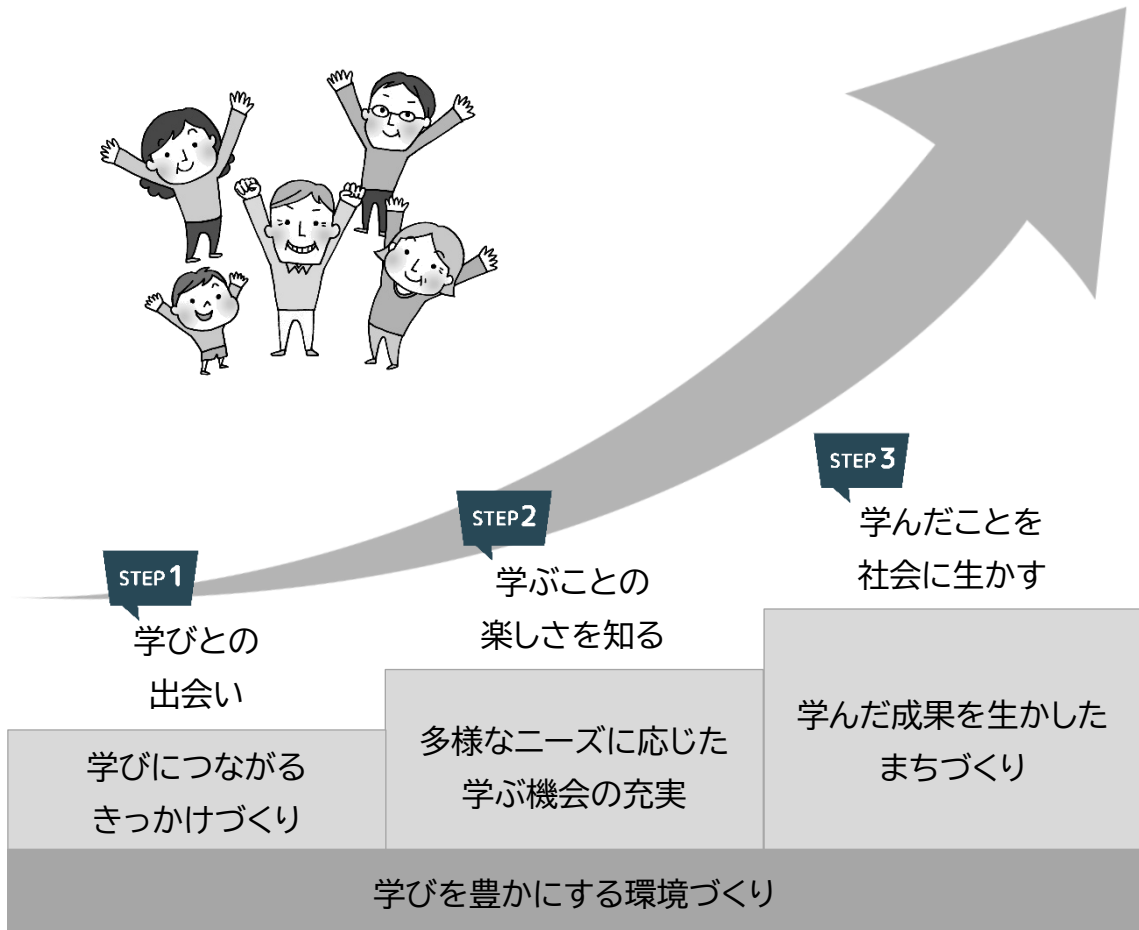 STEP 1
学びとの
出会い
学びにつながる
きっかけづくり
STEP 2
学ぶことの
楽しさを知る
多様なニーズに応じた
学ぶ機会の充実
STEP 3
学んだことを
社会に生かす
学んだ成果を生かした
まちづくり
学びを豊かにする環境づくり